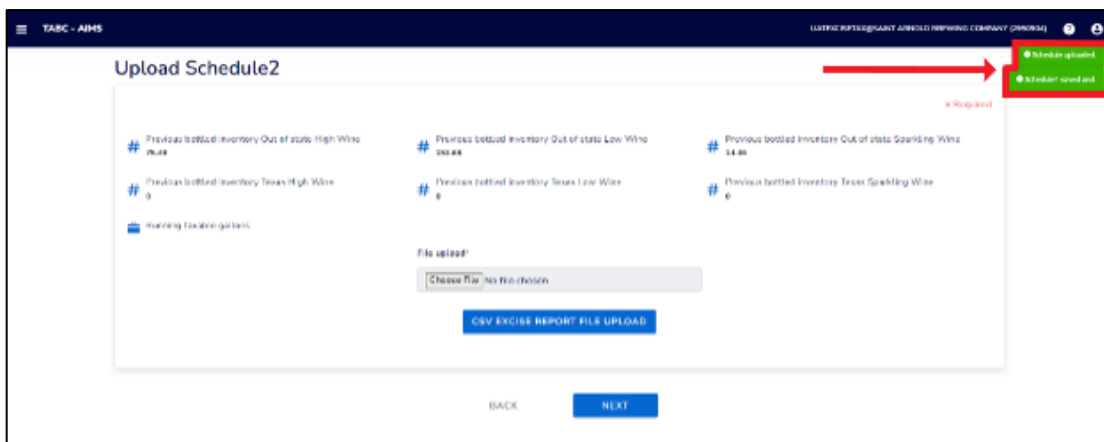 TABC - AIMS
Schedule uploaded.
Schedule* saved and.
Upload Schedule2
* Required
Previous bottled inventory Out of state High Wine
Previous bottled inventory Out of state Low Wine
Previous bottled inventory Out of state Sparkling Wine
Previous bottled inventory Texas High Wine
0
Previous bottled inventory Texas Low Wine
0
Previous bottled inventory Texas Sparkling Wine
0
Running taxable gallons
File upload*
Choose File No file chosen
CSV EXCISE REPORT FILE UPLOAD
BACK
NEXT